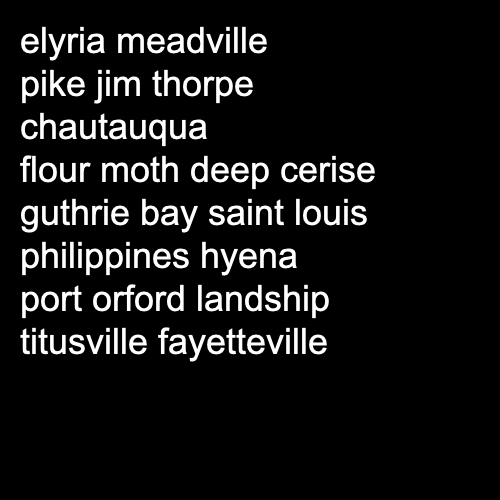 elyria meadville
pike jim thorpe
chautauqua
flour moth deep cerise
guthrie bay saint louis
philippines hyena
port orford landship
titusville fayetteville